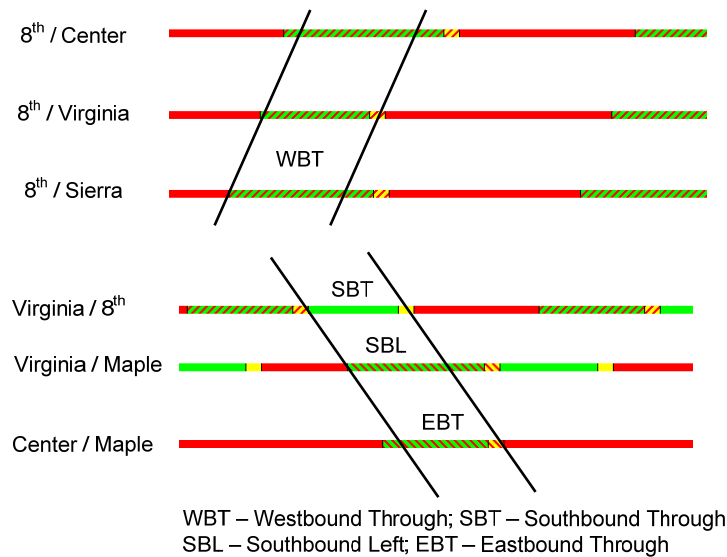 8th / Center
8th / Virginia
WBT
8th / Sierra
SBT
Virginia / 8th
SBL
Virginia / Maple
EBT
Center / Maple
WBT – Westbound Through; SBT – Southbound Through
SBL – Southbound Left; EBT – Eastbound Through